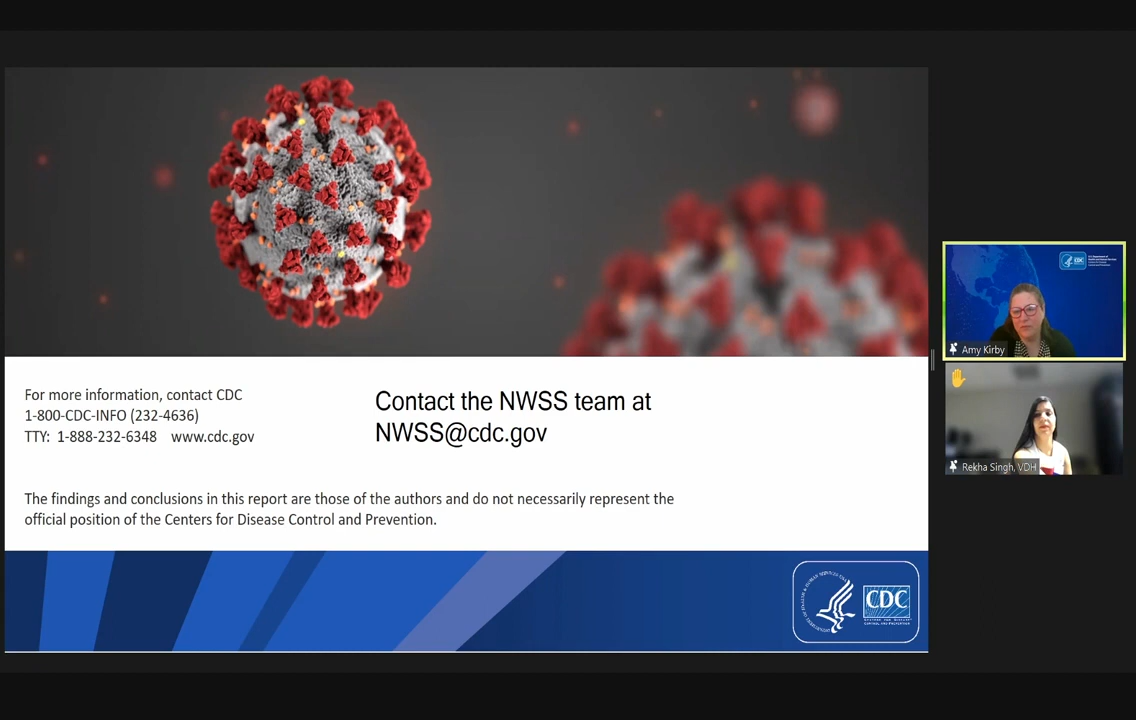 For more information, contact CDC
1-800-CDC-INFO (232-4636)
TTY: 1-888-232-6348 www.cdc.gov
Contact the NWSS team at
NWSS@cdc.gov
The findings and conclusions in this report are those of the authors and do not necessarily represent the
official position of the Centers for Disease Control and Prevention.
CDC
CDC
Amy Kirby
Rekha Singh, VDH